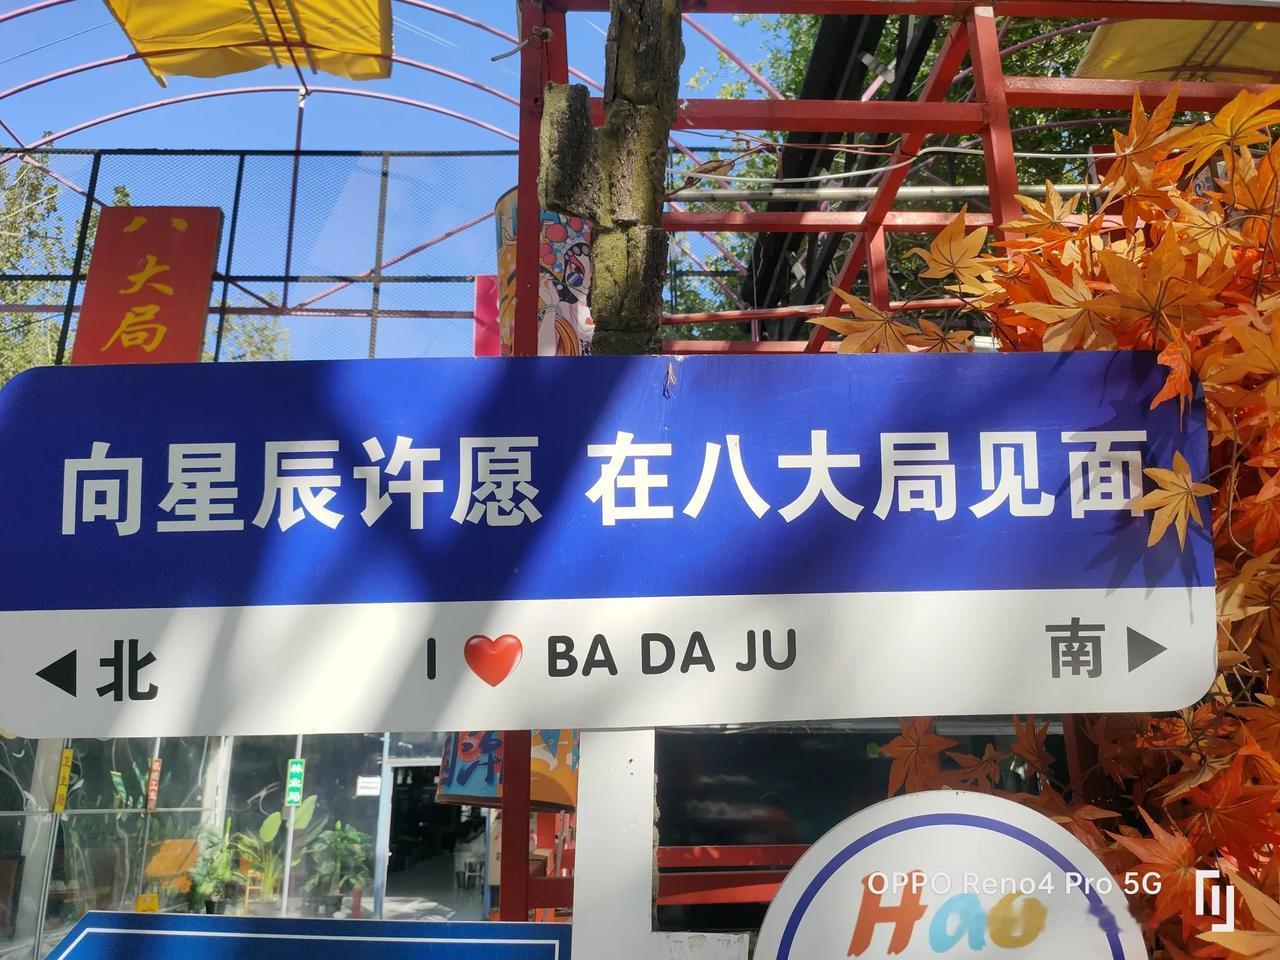 八大局
向星辰许愿 在八大局见面
北 I ❤️ BA DA JU 南
OPPO Reno4 Pro 5G
Hao